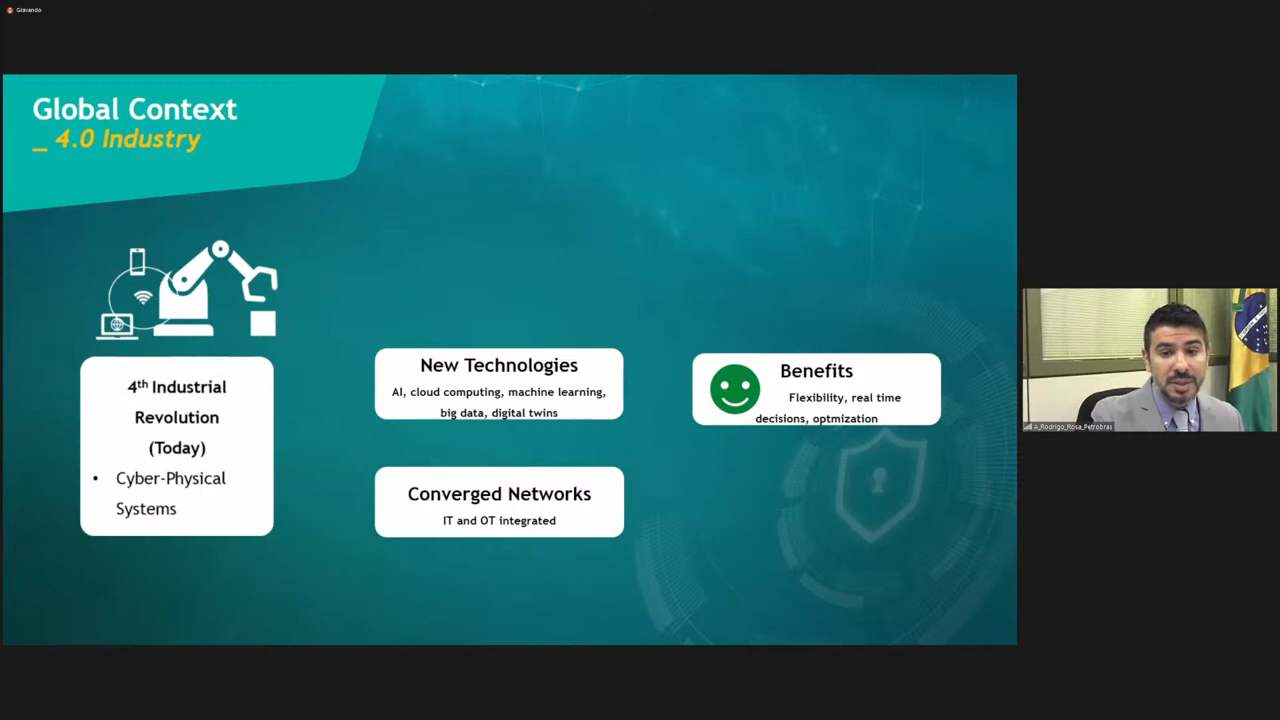 Gravando
Global Context
_ 4.0 Industry
4th Industrial
Revolution
(Today)
• Cyber-Physical
Systems
New Technologies
AI, cloud computing, machine learning,
big data, digital twins
Converged Networks
IT and OT integrated
Benefits
Flexibility, real time
decisions, optmization
A_Rodrigo_Rosa_Petrobras